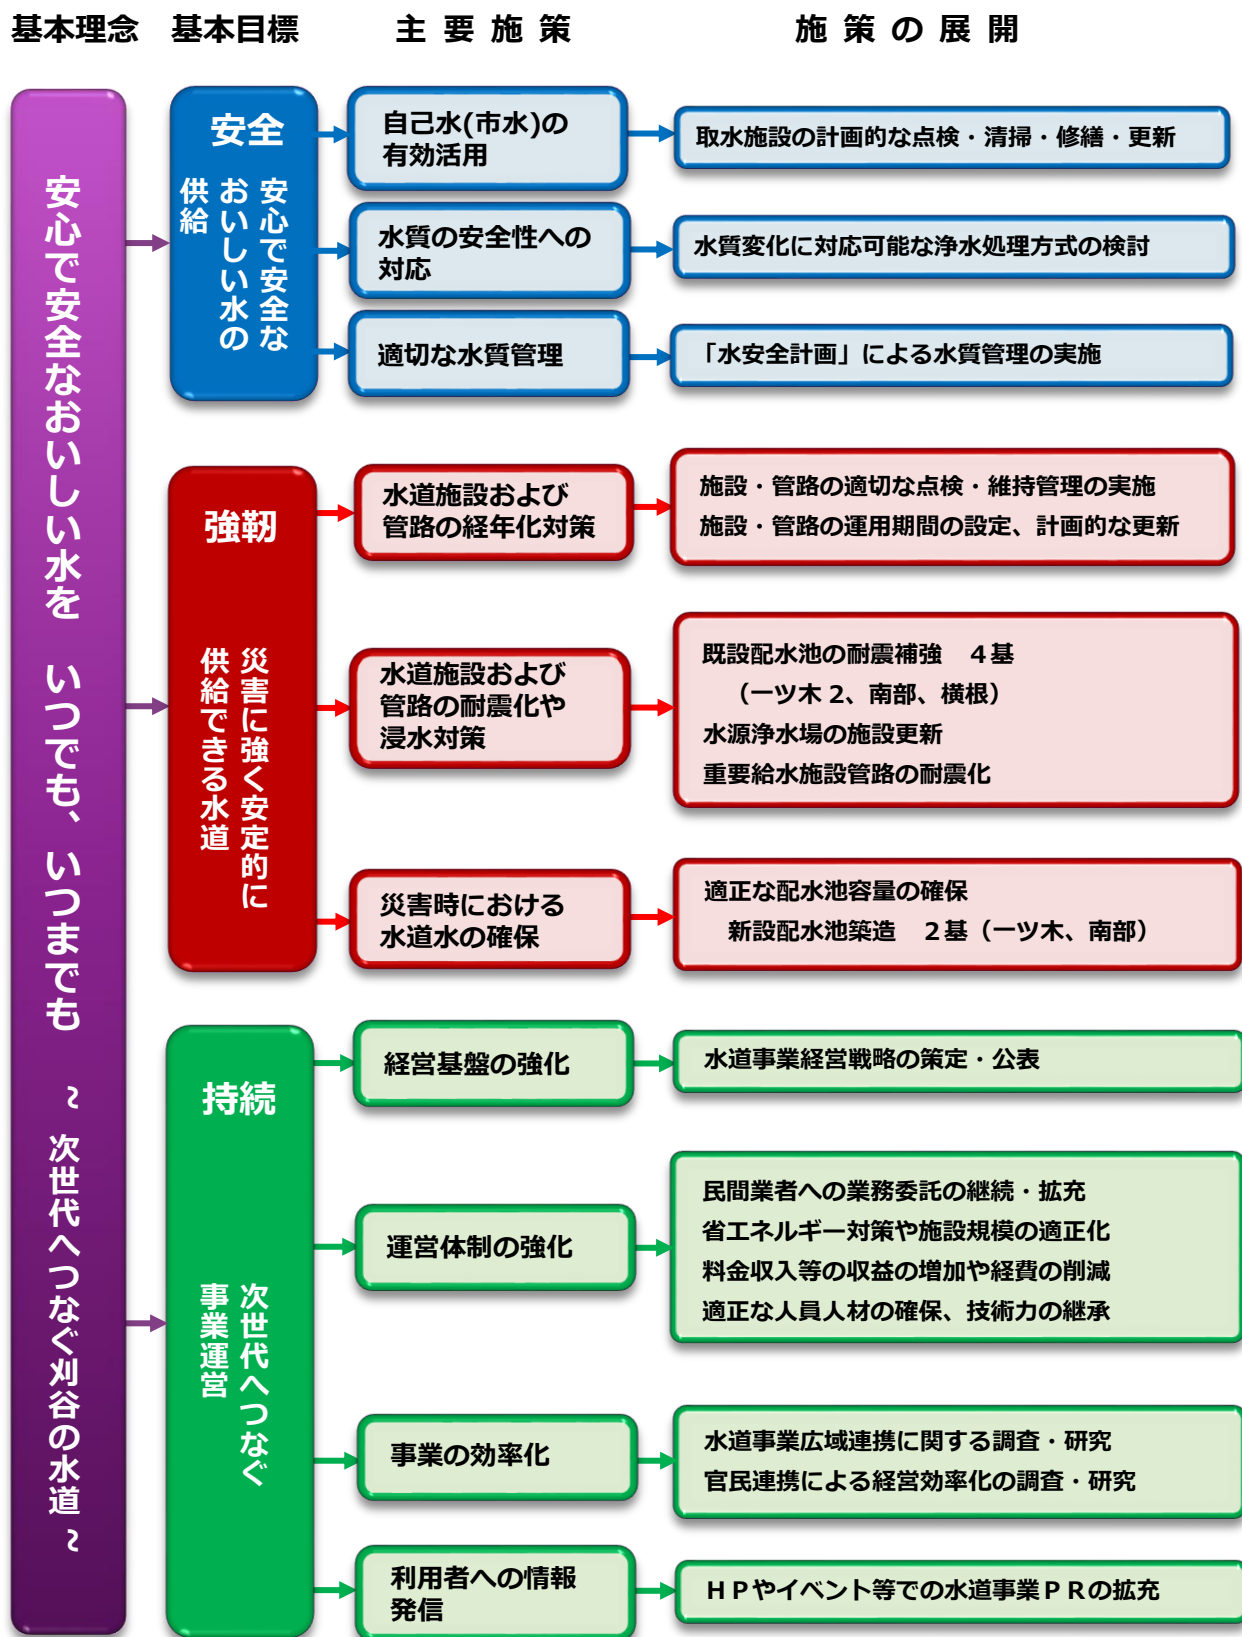 基本理念 基本目標 主要施策 施策の展開
安心で安全なおいしい水を いつでも、いつまでも ~ 次世代へつなぐ刈谷の水道 ~
安全
安心で安全な
おいしい水の
供給
自己水(市水)の
有効活用
取水施設の計画的な点検・清掃・修繕・更新
水質の安全性への
対応
水質変化に対応可能な浄水処理方式の検討
適切な水質管理
「水安全計画」による水質管理の実施
強靭
災害に強く安定的に
供給できる水道
水道施設および
管路の経年化対策
施設・管路の適切な点検・維持管理の実施
施設・管路の運用期間の設定、計画的な更新
水道施設および
管路の耐震化や
浸水対策
既設配水池の耐震補強 4基
(一ツ木2、南部、横根)
水源浄水場の施設更新
重要給水施設管路の耐震化
災害時における
水道水の確保
適正な配水池容量の確保
新設配水池築造 2基(一ツ木、南部)
持続
次世代へつなぐ
事業運営
経営基盤の強化
水道事業経営戦略の策定・公表
運営体制の強化
民間業者への業務委託の継続・拡充
省エネルギー対策や施設規模の適正化
料金収入等の収益の増加や経費の削減
適正な人員人材の確保、技術力の継承
事業の効率化
水道事業広域連携に関する調査・研究
官民連携による経営効率化の調査・研究
利用者への情報
発信
HPやイベント等での水道事業PRの拡充